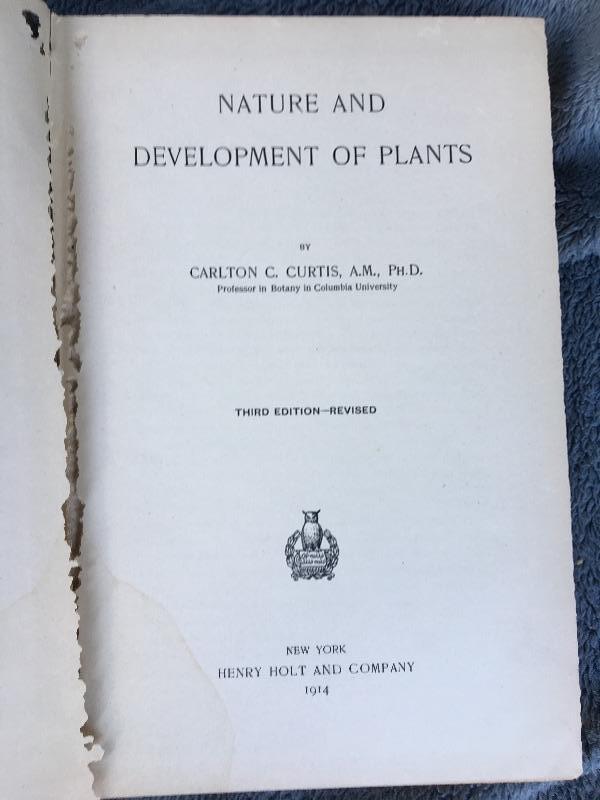 NATURE AND
DEVELOPMENT OF PLANTS
BY
CARLTON C. CURTIS, A.M., PH.D.
Professor in Botany in Columbia University
THIRD EDITION—REVISED
NEW YORK
HENRY HOLT AND COMPANY
1914